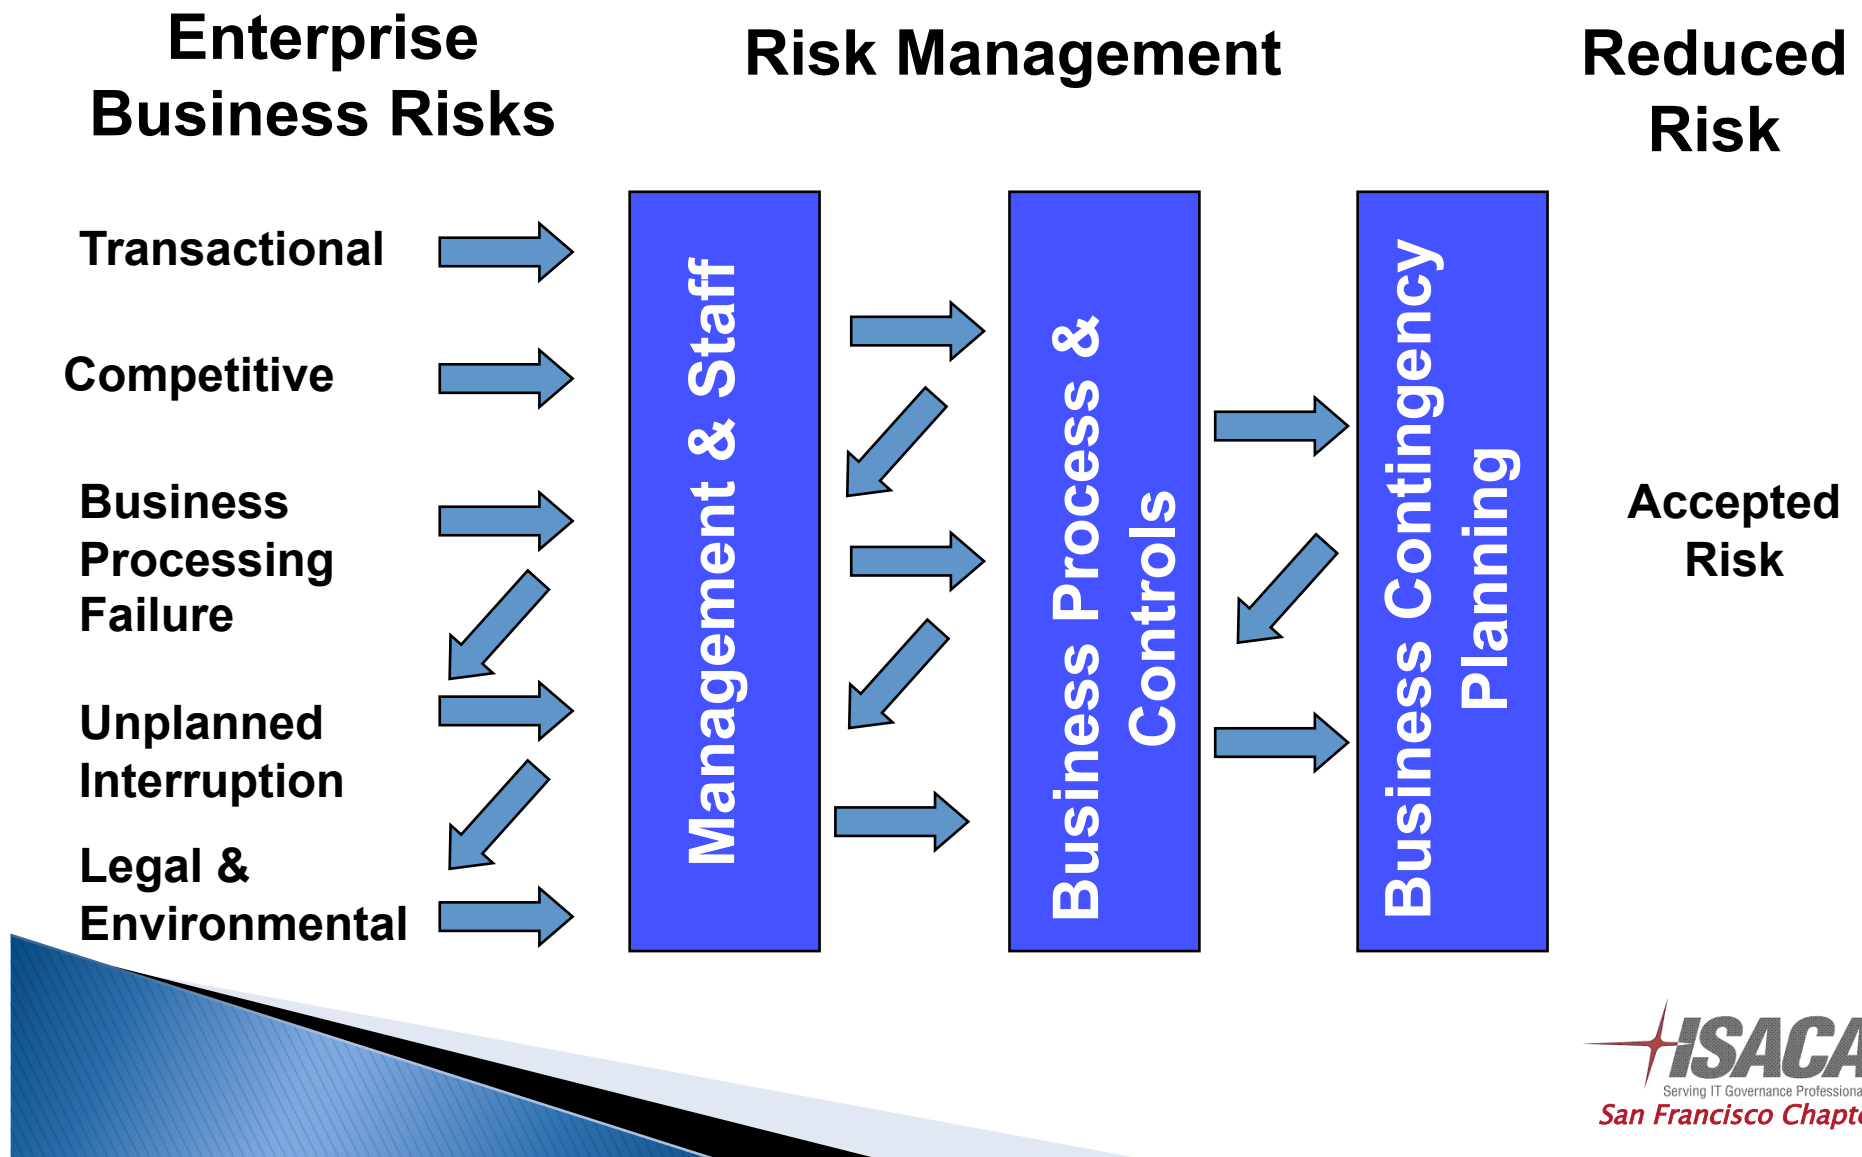 Enterprise
Business Risks
Risk Management
Reduced
Risk
Transactional
Competitive
Business
Processing
Failure
Unplanned
Interruption
Legal &
Environmental
Management & Staff
Business Process &
Controls
Business Contingency
Planning
Accepted
Risk
ISACA
Serving IT Governance Professiona
San Francisco Chapte